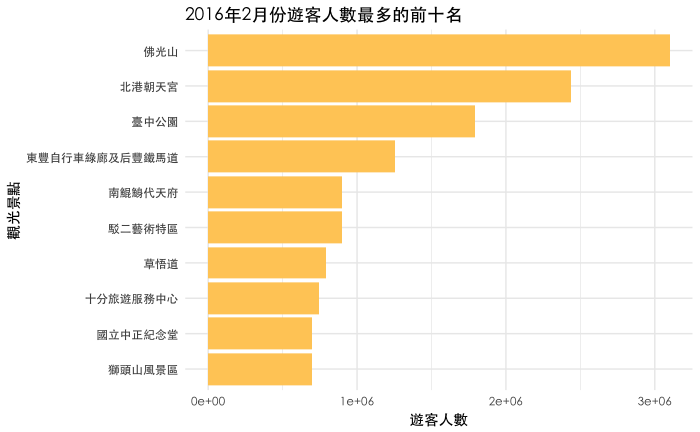 2016年2月份遊客人數最多的前十名
佛光山
北港朝天宮
臺中公園
東豐自行車綠廊及后豐鐵馬道
南鯤鯓代天府
駁二藝術特區
草悟道
十分旅遊服務中心
國立中正紀念堂
獅頭山風景區
觀光景點
0e+00 1e+06 2e+06 3e+06
遊客人數